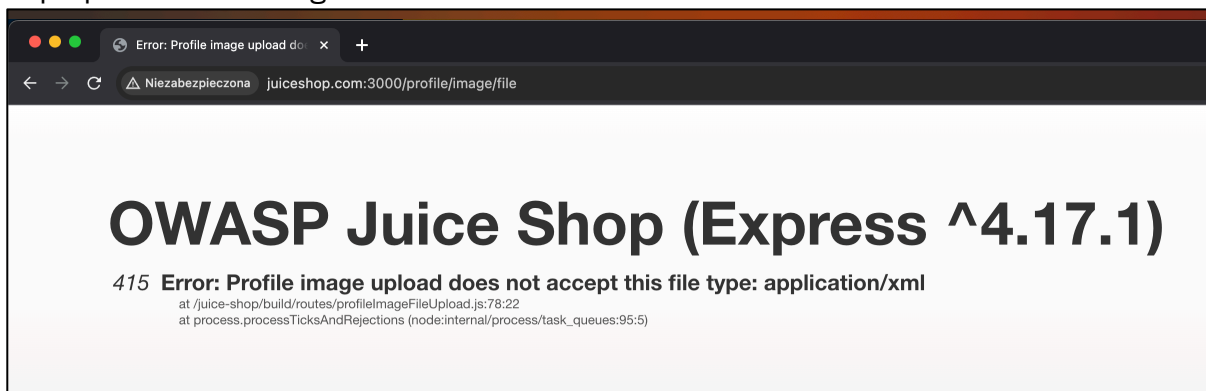 Error: Profile image upload do
Niezabezpieczona juiceshop.com:3000/profile/image/file
OWASP Juice Shop (Express ^4.17.1)
415 Error: Profile image upload does not accept this file type: application/xml
at /juice-shop/build/routes/profileImageFileUpload.js:78:22
at process.processTicksAndRejections (node:internal/process/task_queues:95:5)